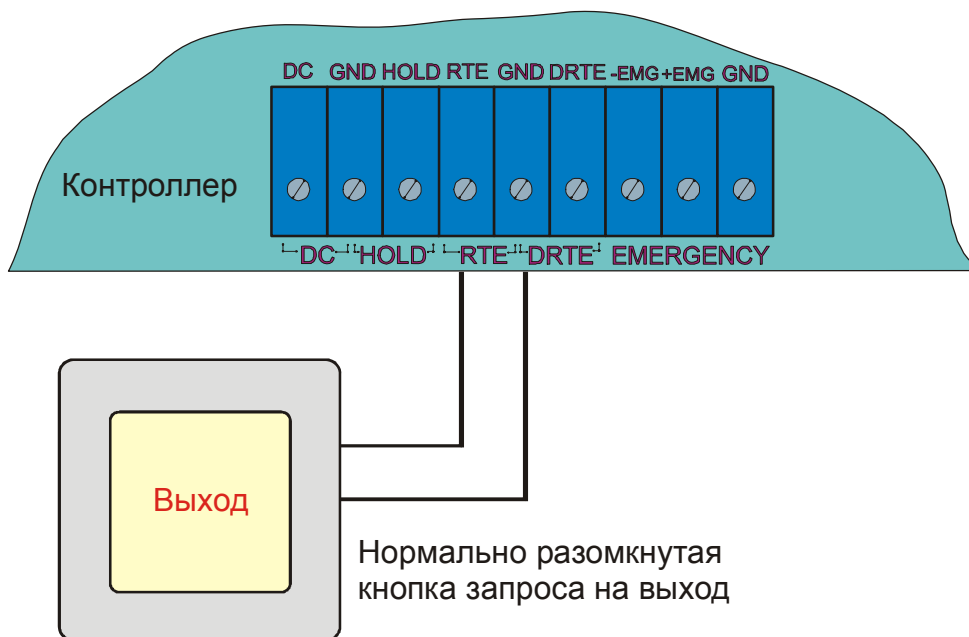 DC GND HOLD RTE GND DRTE -EMG +EMG GND
Контроллер
DC HOLD RTE DRTE EMERGENCY
Выход
Нормально разомкнутая
кнопка запроса на выход